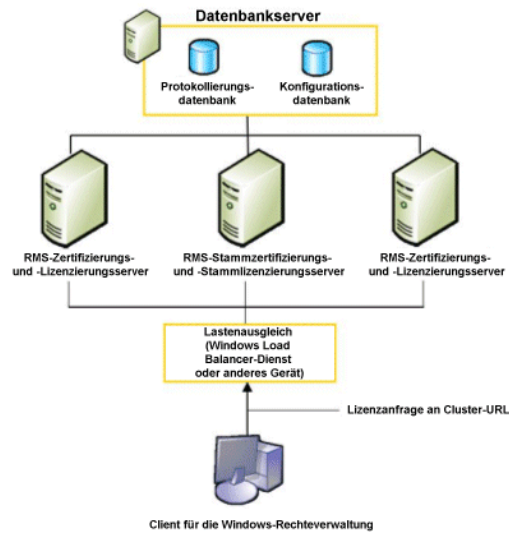 Datenbankserver
Protokollierungs-
datenbank
Konfigurations-
datenbank
RMS-Zertifizierungs-
und -Lizenzierungsserver
RMS-Stammzertifizierungs-
und -Stammlizenzierungsserver
RMS-Zertifizierungs-
und -Lizenzierungsserver
Lastenausgleich
(Windows Load
Balancer-Dienst
oder anderes Gerät)
Lizenzanfrage an Cluster-URL
Client für die Windows-Rechteverwaltung